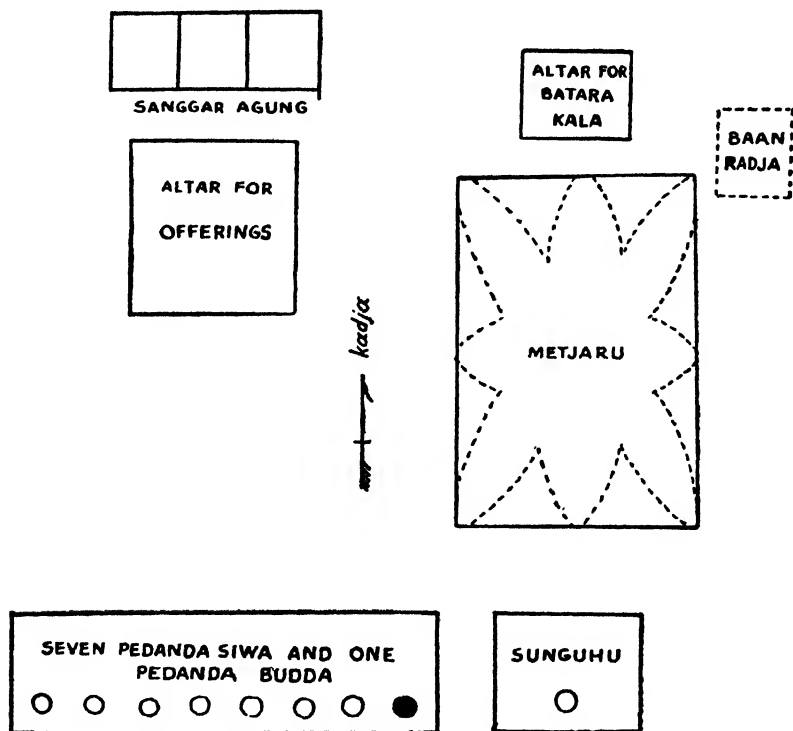 SANGGAR AGUNG
ALTAR FOR
BATARA
KALA
BAAN
RADJA
ALTAR FOR
OFFERINGS
kadja
METJARU
SEVEN PEDANDA SIWA AND ONE
PEDANDA BUDDA
SUNGUHU